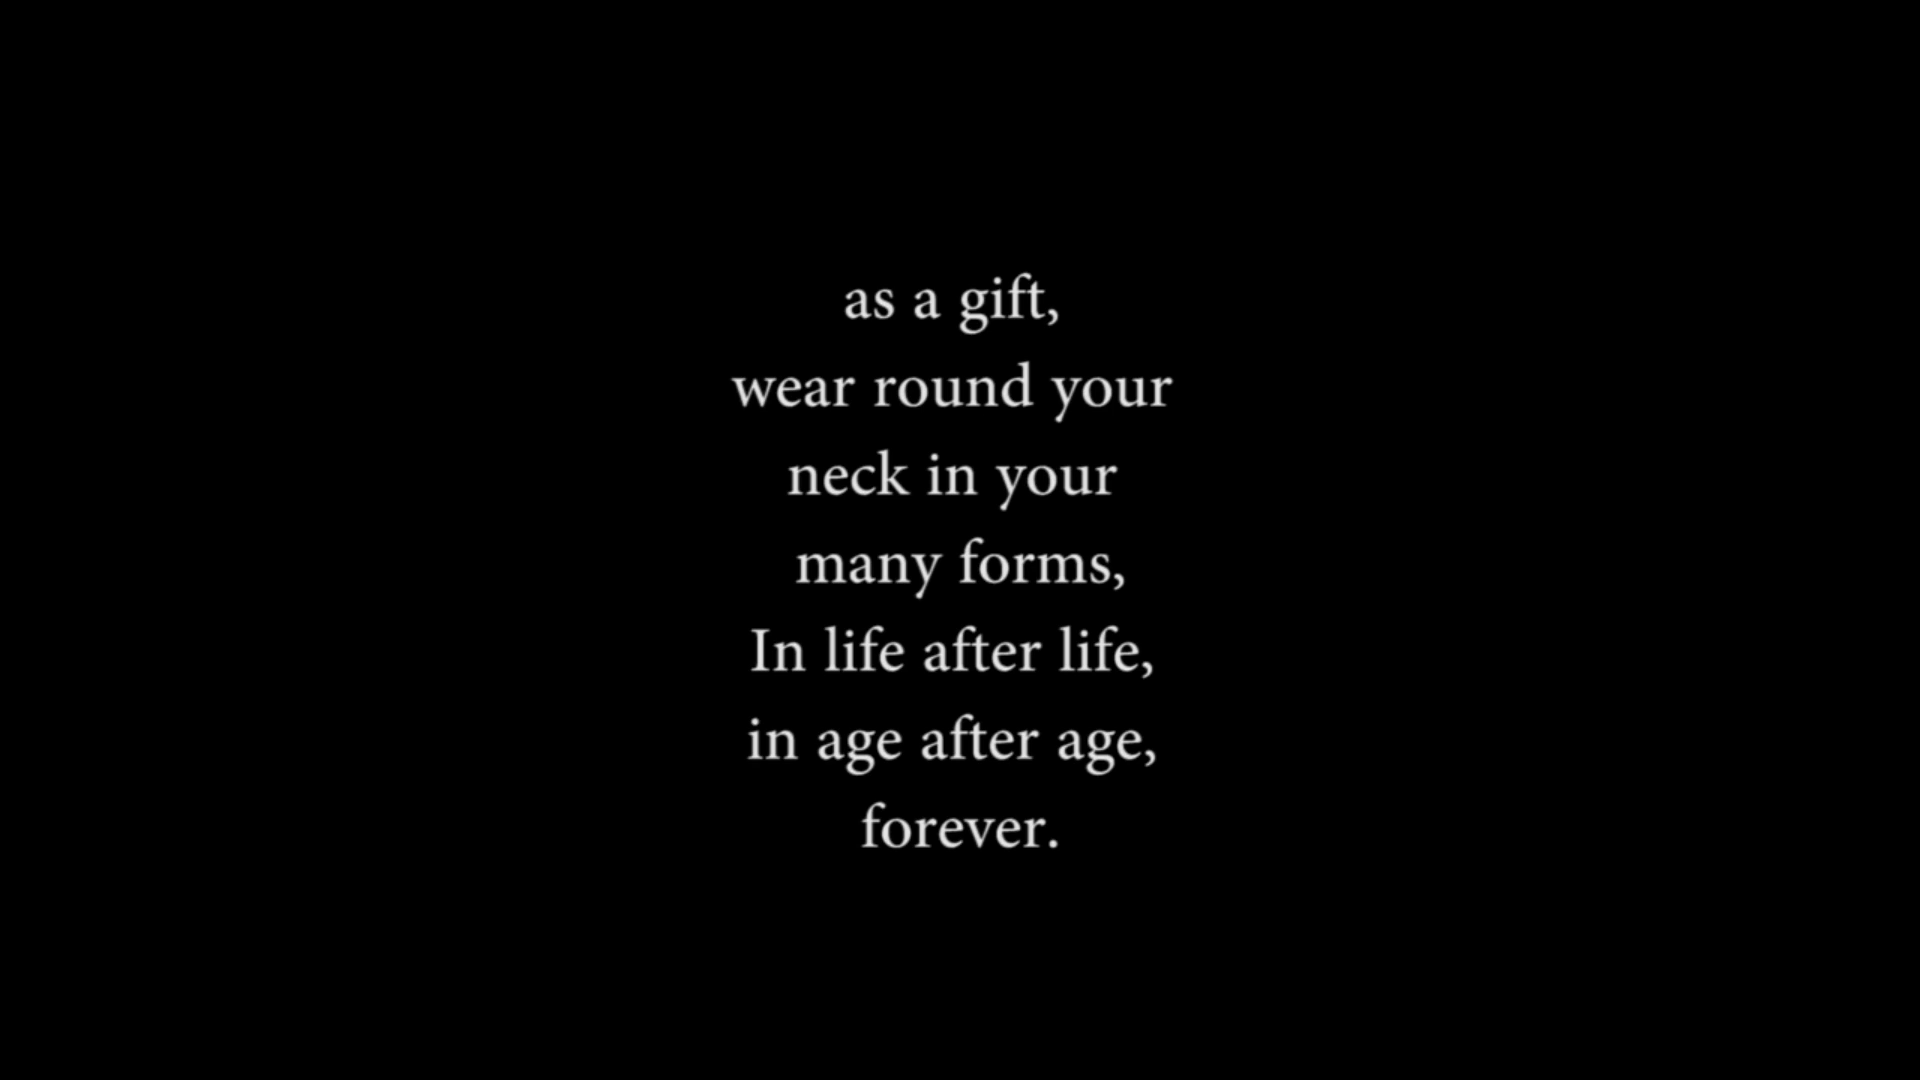 as a gift,
wear round your
neck in your
many forms,
In life after life,
in age after age,
forever.